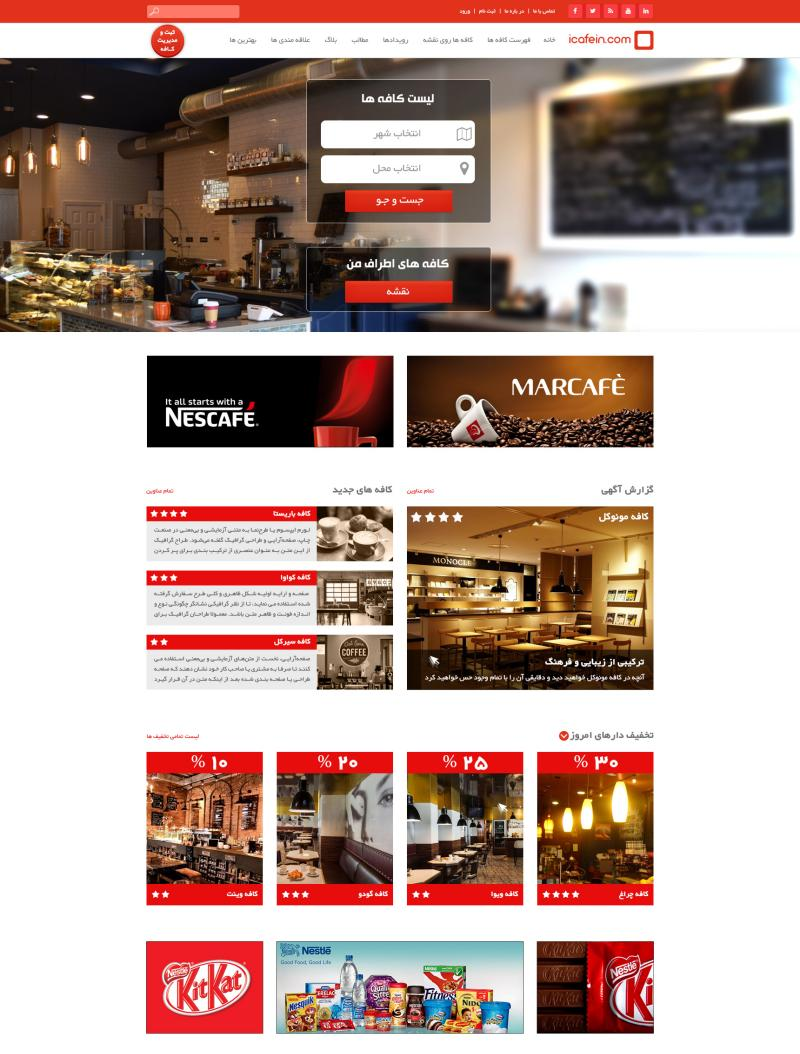 تماس با ما | در باره ما | ثبت نام | ورود
icafein.com
خانه
فهرست کافه ها
کافه ها روی نقشه
رویدادها
مطالب
بلاگ
علاقه مندی ها
بهترین ها
ثبت و
مدیریت
کافه
لیست کافه ها
انتخاب شهر
انتخاب محل
جست و جو
کافه های اطراف من
نقشه
MARCAFÈ
It all starts with a
NESCAFÉ
گزارش آگهی
تمام عناوین
کافه مونوکل
MONOCLE
ترکیبی از زیبایی و فرهنگ
آنچه در کافه مونوکل خواهید دید و دقایقی آن را با تمام وجود حس خواهید کرد
کافه های جدید
تمام عناوین
کافه باریستا
لورم ایپسوم یا طرح‌نما به متنی آزمایشی و بی‌معنی در صنعت
چاپ، صفحه‌آرایی و طراحی گرافیک گفته می‌شود. طراح گرافیک
از این متن به عنوان عنصری از ترکیب بندی برای پر کردن
کافه کواوا
صفحه و ارایه اولیه شکل ظاهری و کلی طرح سفارش گرفته
شده استفاده می نماید، تا از نظر گرافیکی نشانگر چگونگی نوع و
اندازه فونت و ظاهر متن باشد. معمولا طراحان گرافیک برای
کافه سیرکل
COFFEE
صفحه‌آرایی، نخست از متن‌های آزمایشی و بی‌معنی استفاده می
کنند تا صرفا به مشتری یا صاحب کار خود نشان دهند که صفحه
طراحی یا صفحه بندی شده بعد از اینکه متن در آن قرار گیرد
تخفیف دارهای امروز
لیست تمامی تخفیف ها
% ۳۰
کافه چراغ
% ۲۵
کافه ویوا
% ۲۰
کافه گودو
% ۱۰
کافه وینت
Nestlé
KitKat
Nestlé
Good Food, Good Life
Nesquik
CERELAC
Quality
Street
Fitness
NIDO
Nestlé
Ki